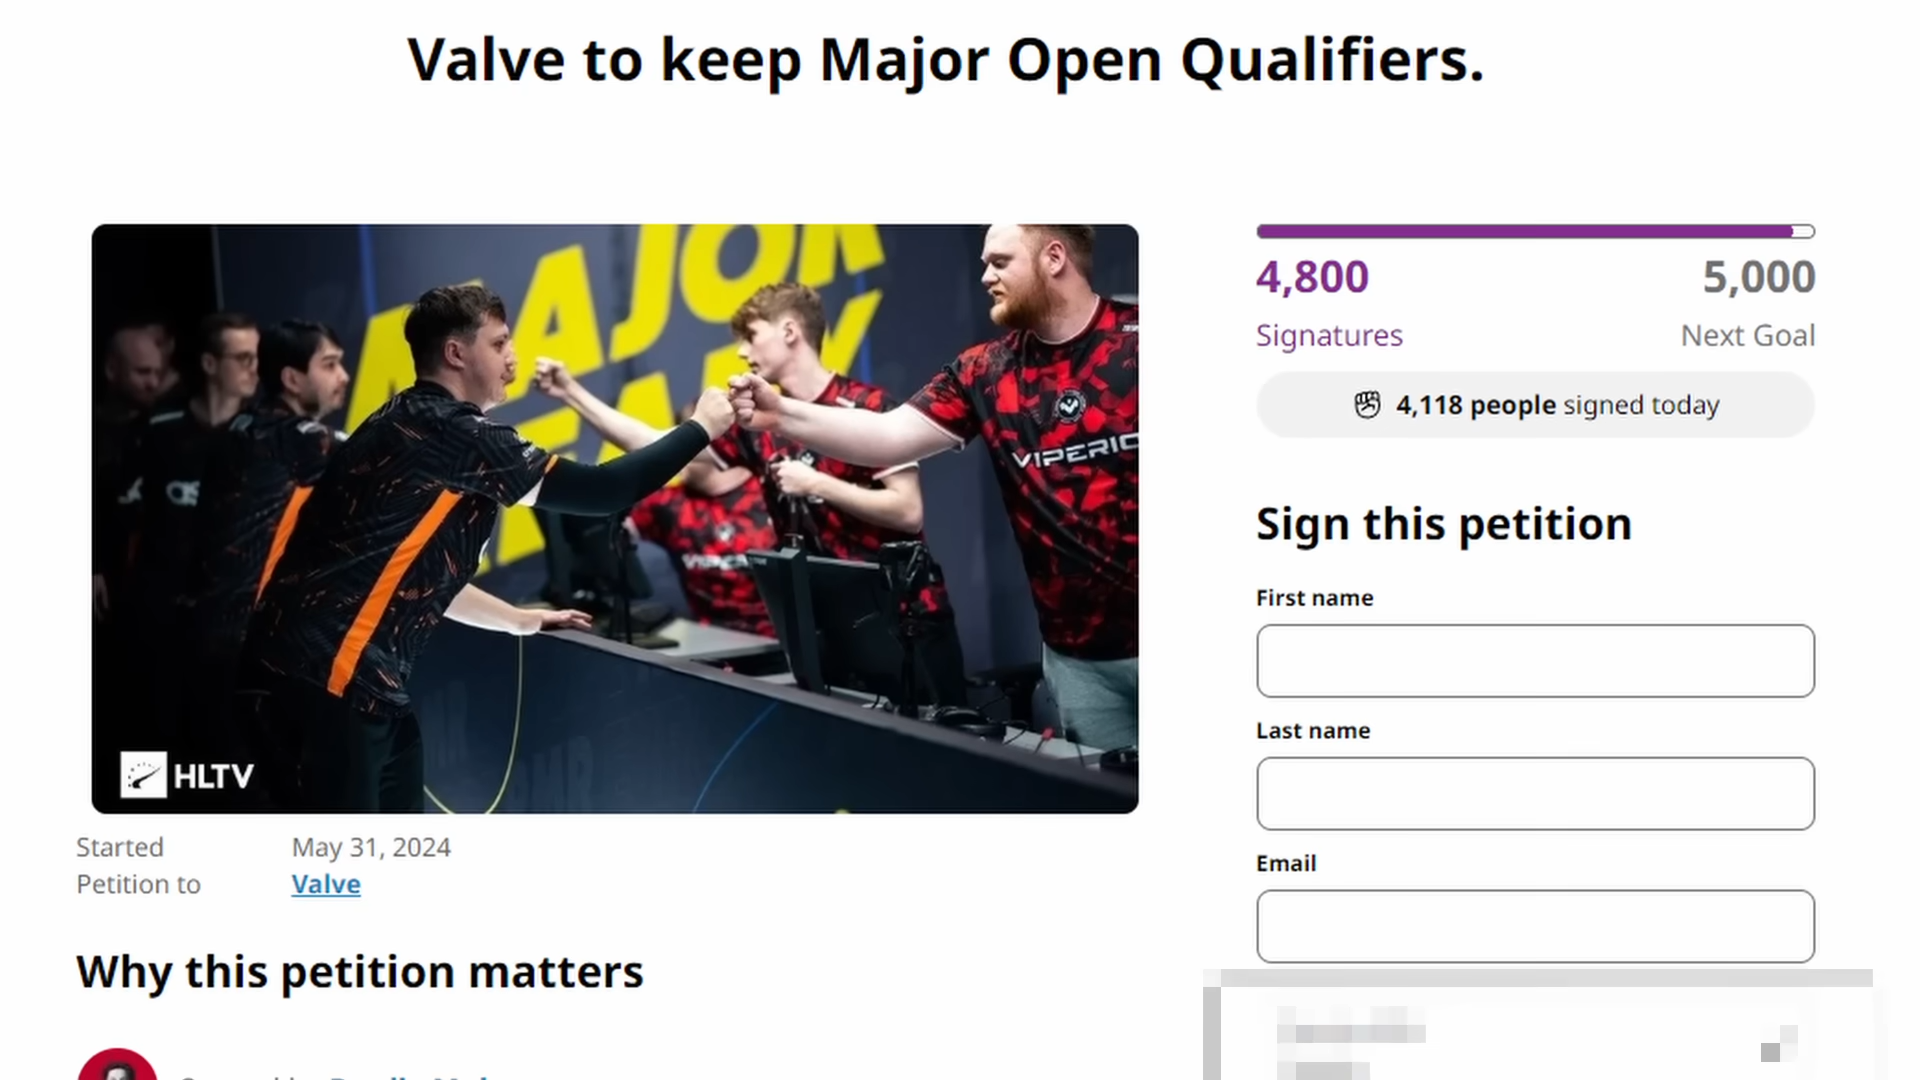 Valve to keep Major Open Qualifiers.
MAJOR
VIPERIO
HLTV
Started May 31, 2024
Petition to Valve
Why this petition matters
4,800 5,000
Signatures Next Goal
4,118 people signed today
Sign this petition
First name
Last name
Email